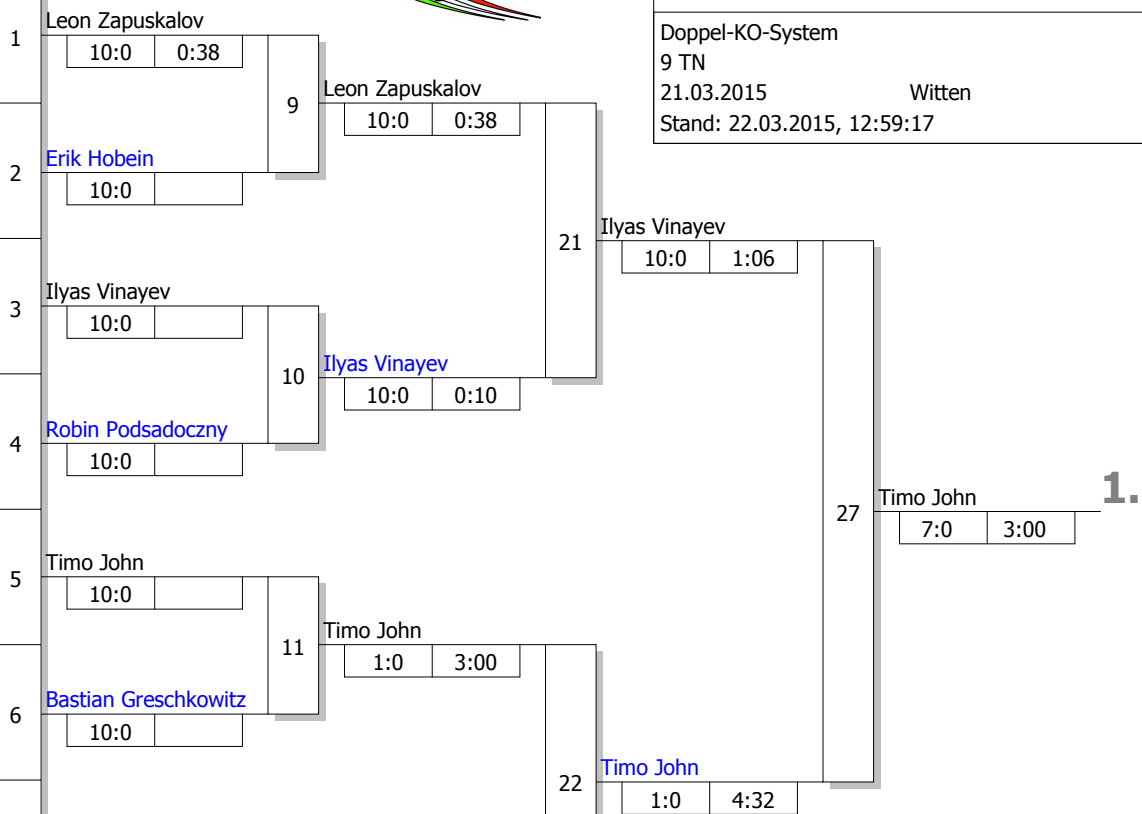 Doppel-KO-System
9 TN
21.03.2015 Witten
Stand: 22.03.2015, 12:59:17
1
Leon Zapuskalov
10:0 0:38
9
Leon Zapuskalov
10:0 0:38
2
Erik Hobein
10:0
21
Ilyas Vinayev
10:0 1:06
3
Ilyas Vinayev
10:0
10
Ilyas Vinayev
10:0 0:10
4
Robin Podsadoczny
10:0
27
Timo John
7:0 3:00
1.
5
Timo John
10:0
11
Timo John
1:0 3:00
6
Bastian Greschkowitz
10:0
22
Timo John
1:0 4:32